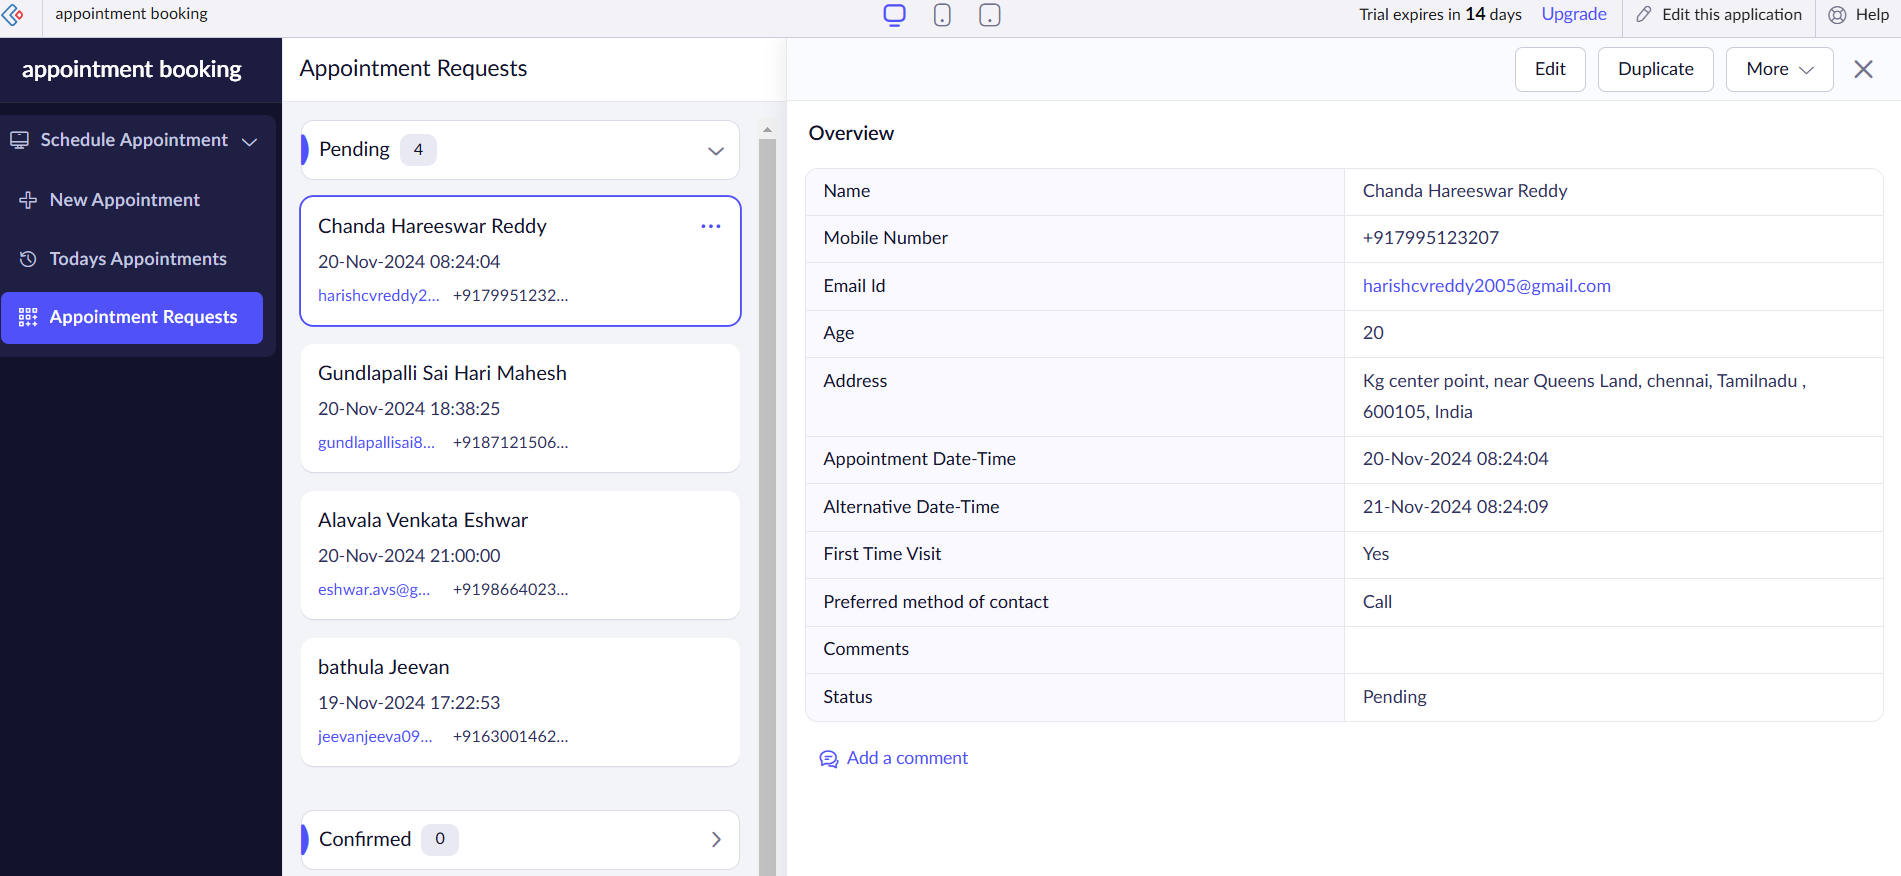 appointment booking
Trial expires in 14 days
Upgrade
Edit this application
Help
appointment booking
Schedule Appointment
New Appointment
Todays Appointments
Appointment Requests
Appointment Requests
Pending 4
Chanda Hareeswar Reddy
20-Nov-2024 08:24:04
harishcvreddy2... +9179951232...
Gundlapalli Sai Hari Mahesh
20-Nov-2024 18:38:25
gundlapallisai8... +9187121506...
Alavala Venkata Eshwar
20-Nov-2024 21:00:00
eshwar.avs@g... +9198664023...
bathula Jeevan
19-Nov-2024 17:22:53
jeevanjeeva09... +9163001462...
Confirmed 0
Edit
Duplicate
More
Overview
Name Chanda Hareeswar Reddy
Mobile Number +917995123207
Email Id harishcvreddy2005@gmail.com
Age 20
Address Kg center point, near Queens Land, chennai, Tamilnadu ,
600105, India
Appointment Date-Time 20-Nov-2024 08:24:04
Alternative Date-Time 21-Nov-2024 08:24:09
First Time Visit Yes
Preferred method of contact Call
Comments
Status Pending
Add a comment